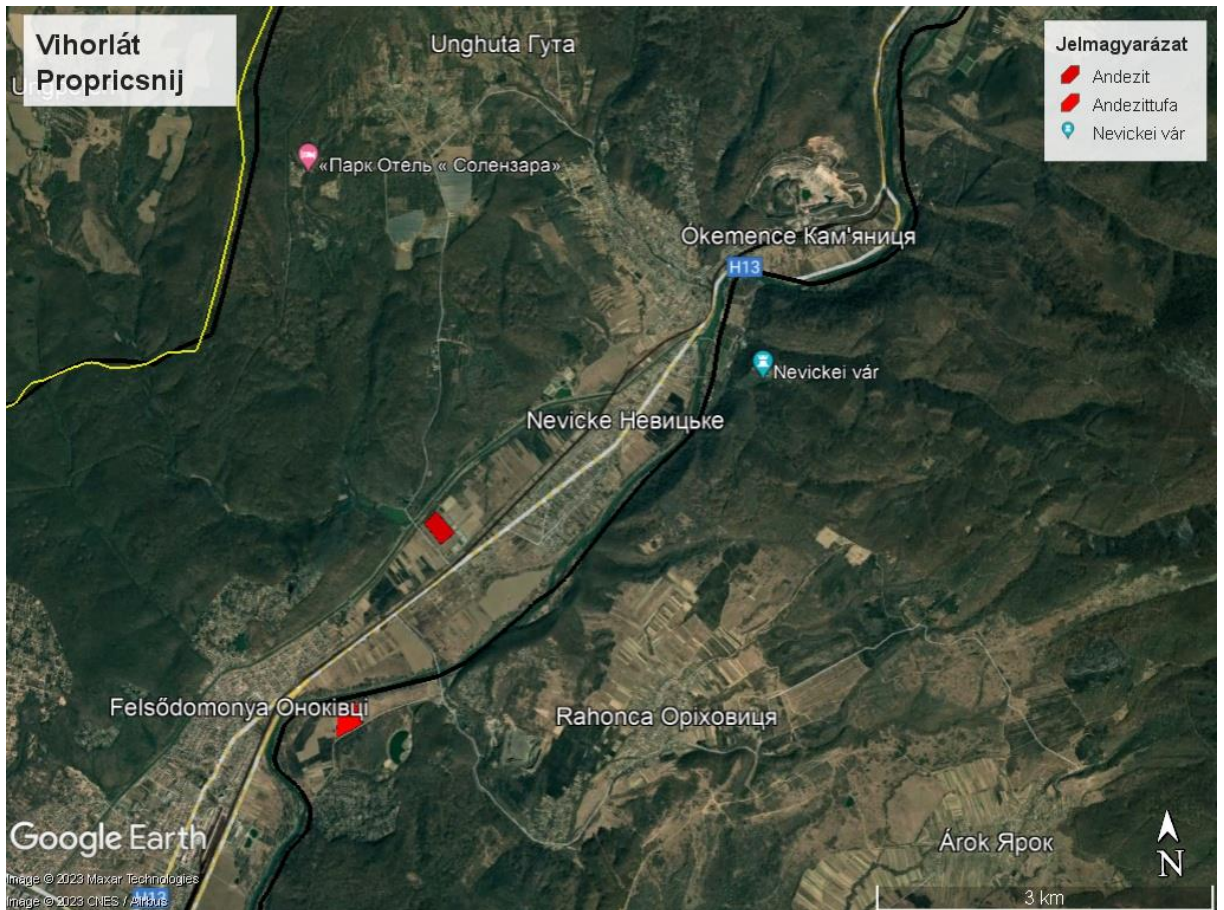 Vihorlát
Propricsnij
Unghuta Гута
Jelmagyarázat
Andezit
Andezittufa
Nevickei vár
«Парк Отель « Солензара»
Ókemence Кам'яниця
H13
Nevickei vár
Nevicke Невицьке
Felsődomonya Оноківці
Rahonca Оріховиця
Árok Ярок
Google Earth
Image © 2023 Maxar Technologies
Image © 2023 CNES / Airbus
H13
N
3 km